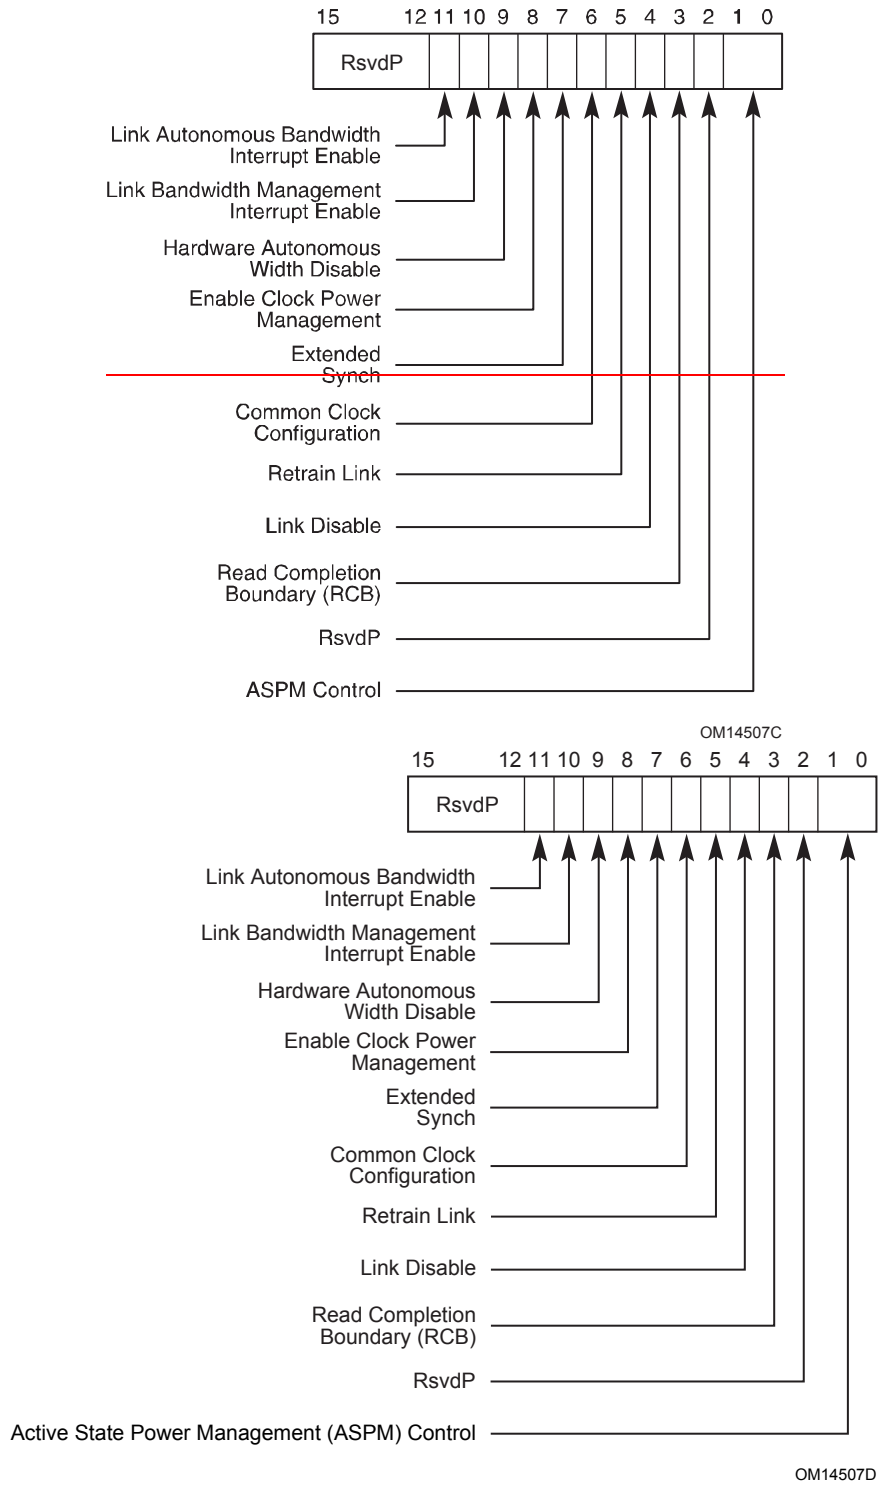 15 12 11 10 9 8 7 6 5 4 3 2 1 0
RsvdP
Link Autonomous Bandwidth
Interrupt Enable
Link Bandwidth Management
Interrupt Enable
Hardware Autonomous
Width Disable
Enable Clock Power
Management
Extended
Synch
Common Clock
Configuration
Retrain Link
Link Disable
Read Completion
Boundary (RCB)
RsvdP
ASPM Control
OM14507C
15 12 11 10 9 8 7 6 5 4 3 2 1 0
RsvdP
Link Autonomous Bandwidth
Interrupt Enable
Link Bandwidth Management
Interrupt Enable
Hardware Autonomous
Width Disable
Enable Clock Power
Management
Extended
Synch
Common Clock
Configuration
Retrain Link
Link Disable
Read Completion
Boundary (RCB)
RsvdP
Active State Power Management (ASPM) Control
OM14507D